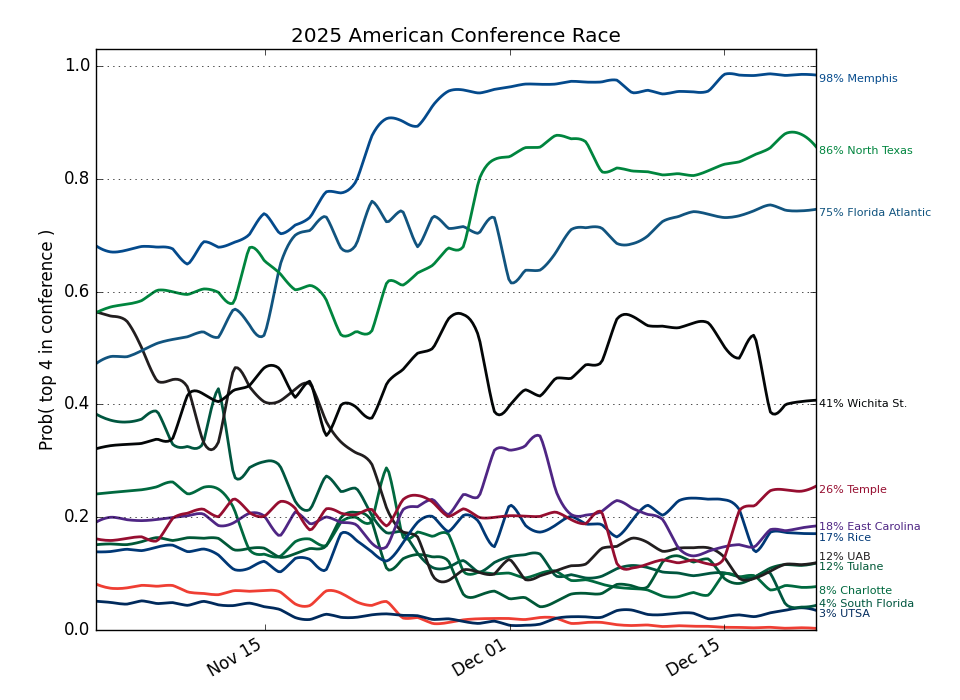 2025 American Conference Race
Prob( top 4 in conference )
1.0
0.8
0.6
0.4
0.2
0.0
Nov 15
Dec 01
Dec 15
98% Memphis
86% North Texas
75% Florida Atlantic
41% Wichita St.
26% Temple
18% East Carolina
17% Rice
12% UAB
12% Tulane
8% Charlotte
4% South Florida
3% UTSA